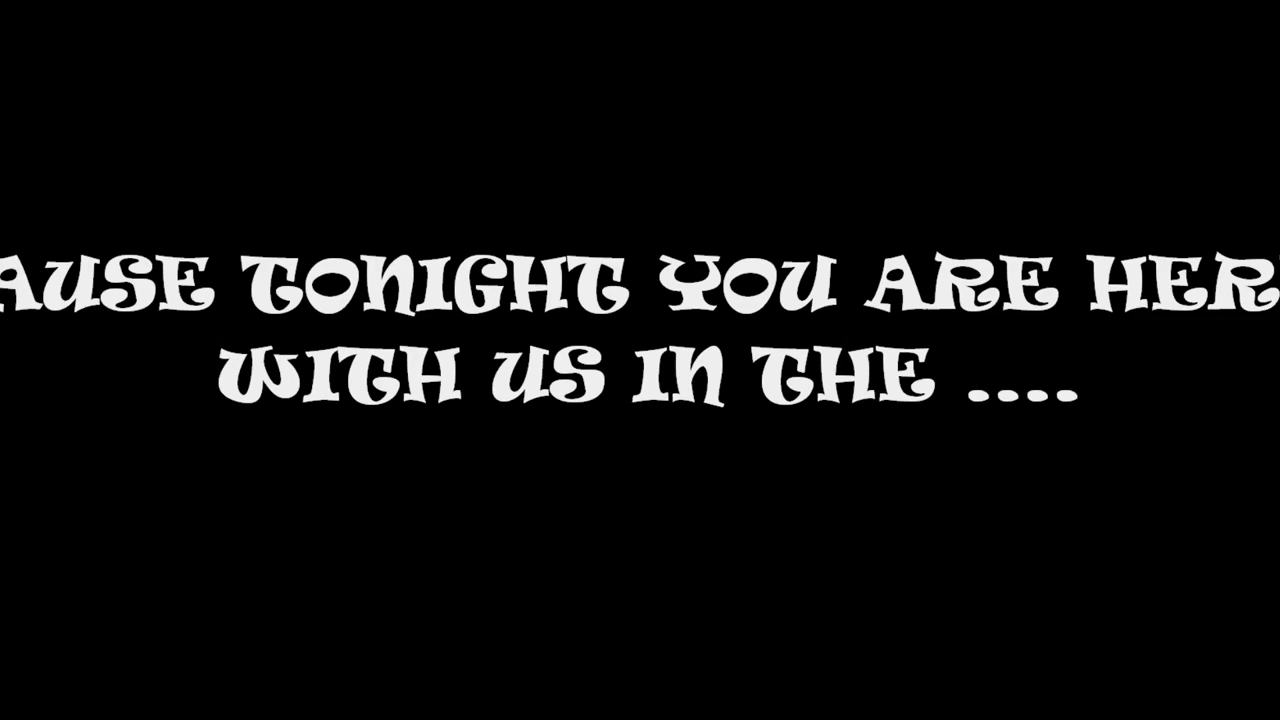 AUSE TONIGHT YOU ARE HER
WITH US IN THE ....